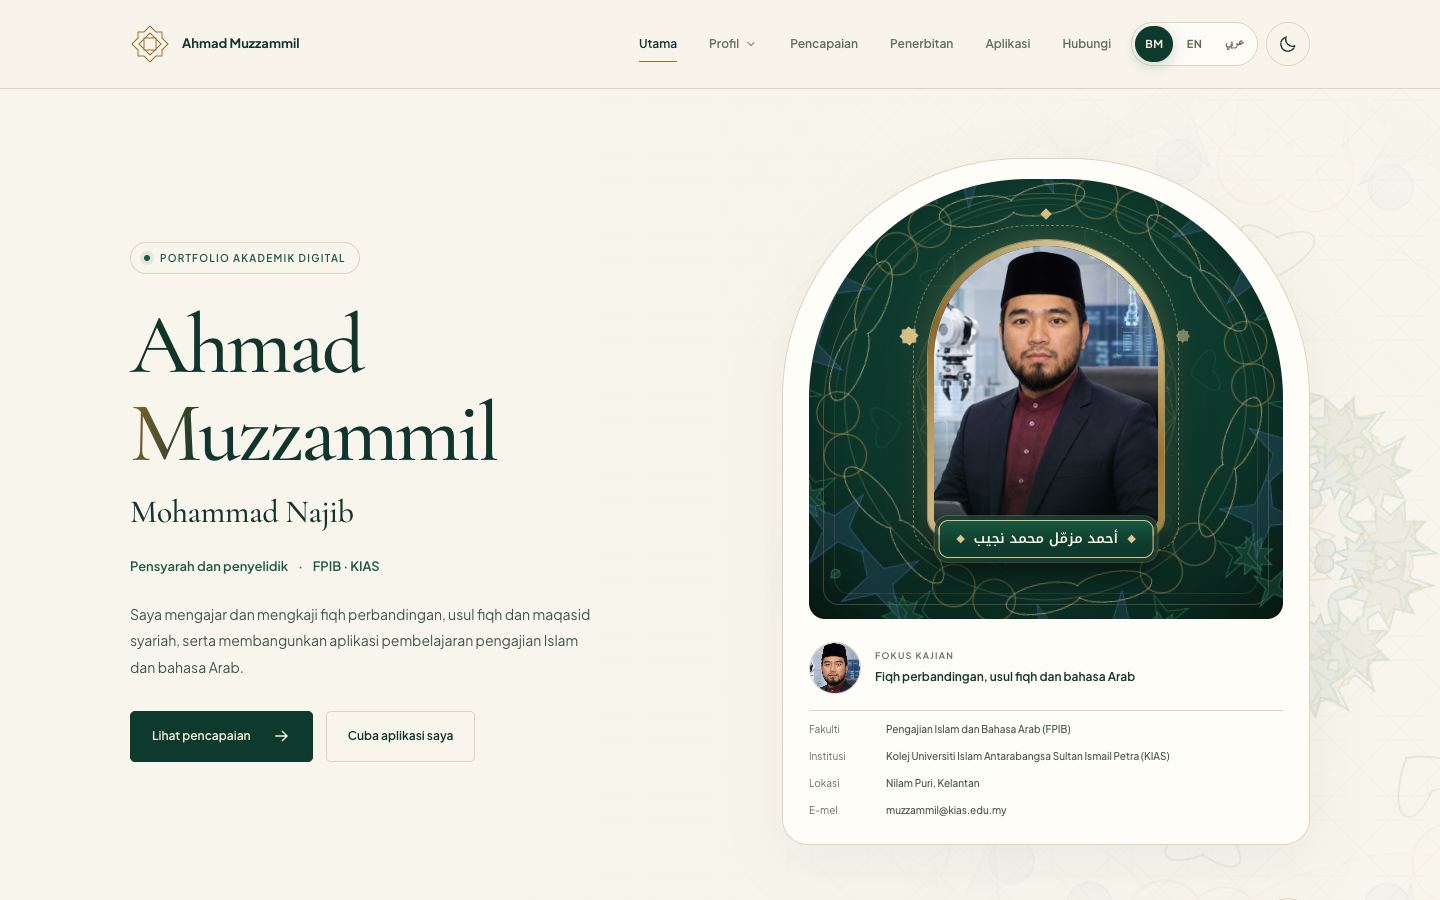 Ahmad Muzzammil
Utama
Profil
Pencapaian
Penerbitan
Aplikasi
Hubungi
BM
EN
عربي
PORTFOLIO AKADEMIK DIGITAL
Ahmad
Muzzammil
Mohammad Najib
Pensyarah dan penyelidik · FPIB · KIAS
Saya mengajar dan mengkaji fiqh perbandingan, usul fiqh dan maqasid
syariah, serta membangunkan aplikasi pembelajaran pengajian Islam
dan bahasa Arab.
Lihat pencapaian
Cuba aplikasi saya
أحمد مزمّل محمد نجيب
FOKUS KAJIAN
Fiqh perbandingan, usul fiqh dan bahasa Arab
Fakulti Pengajian Islam dan Bahasa Arab (FPIB)
Institusi Kolej Universiti Islam Antarabangsa Sultan Ismail Petra (KIAS)
Lokasi Nilam Puri, Kelantan
E-mel muzzammil@kias.edu.my